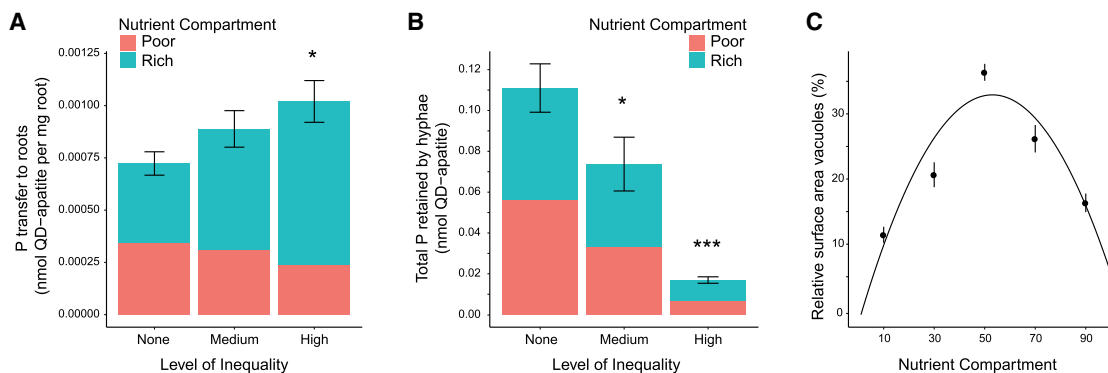 A
Nutrient Compartment
Poor
Rich
P transfer to roots
(nmol QD−apatite per mg root)
0.00125
0.00100
0.00075
0.00050
0.00025
0.00000
*
None Medium High
Level of Inequality
B
Nutrient Compartment
Poor
Rich
Total P retained by hyphae
(nmol QD−apatite)
0.12
0.10
0.08
0.06
0.04
0.02
0.00
*
***
None Medium High
Level of Inequality
C
Relative surface area vacuoles (%)
30
20
10
0
10 30 50 70 90
Nutrient Compartment